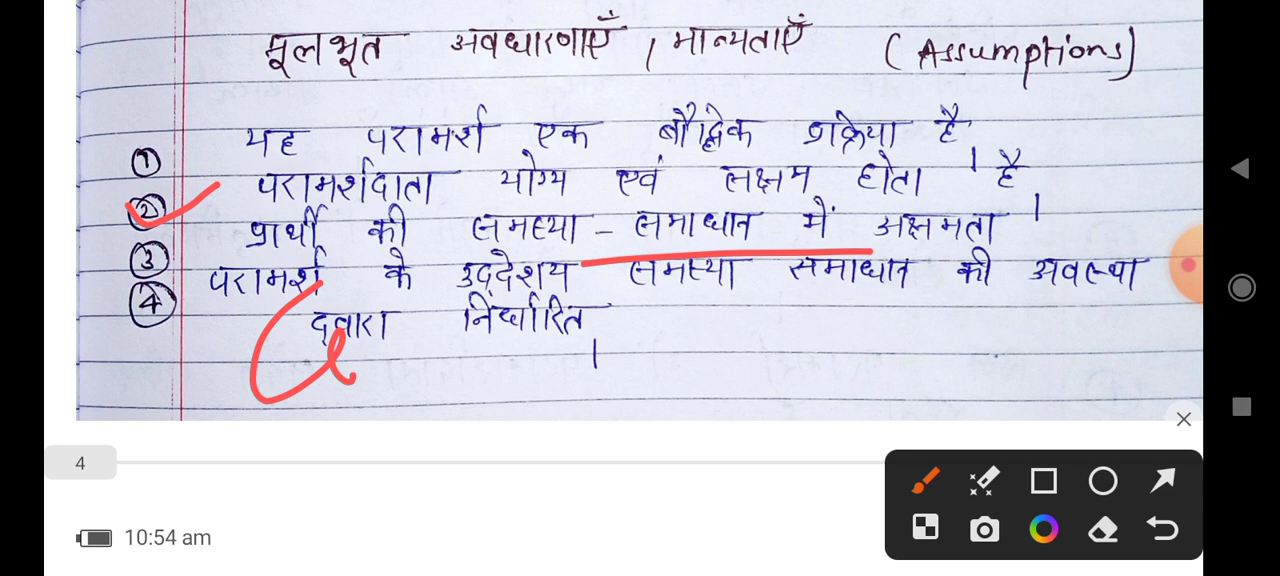 मूलभूत अवधारणाएँ / मान्यताएँ (Assumptions)
① यह परामर्श एक बौद्धिक प्रक्रिया है।
② परामर्शदाता योग्य एवं सक्षम होता है।
③ प्रार्थी की समस्या - समाधान में अक्षमता
④ परामर्श के उद्देशय समस्या समाधान की अवस्था
द्वारा निर्धारित।
4
10:54 am